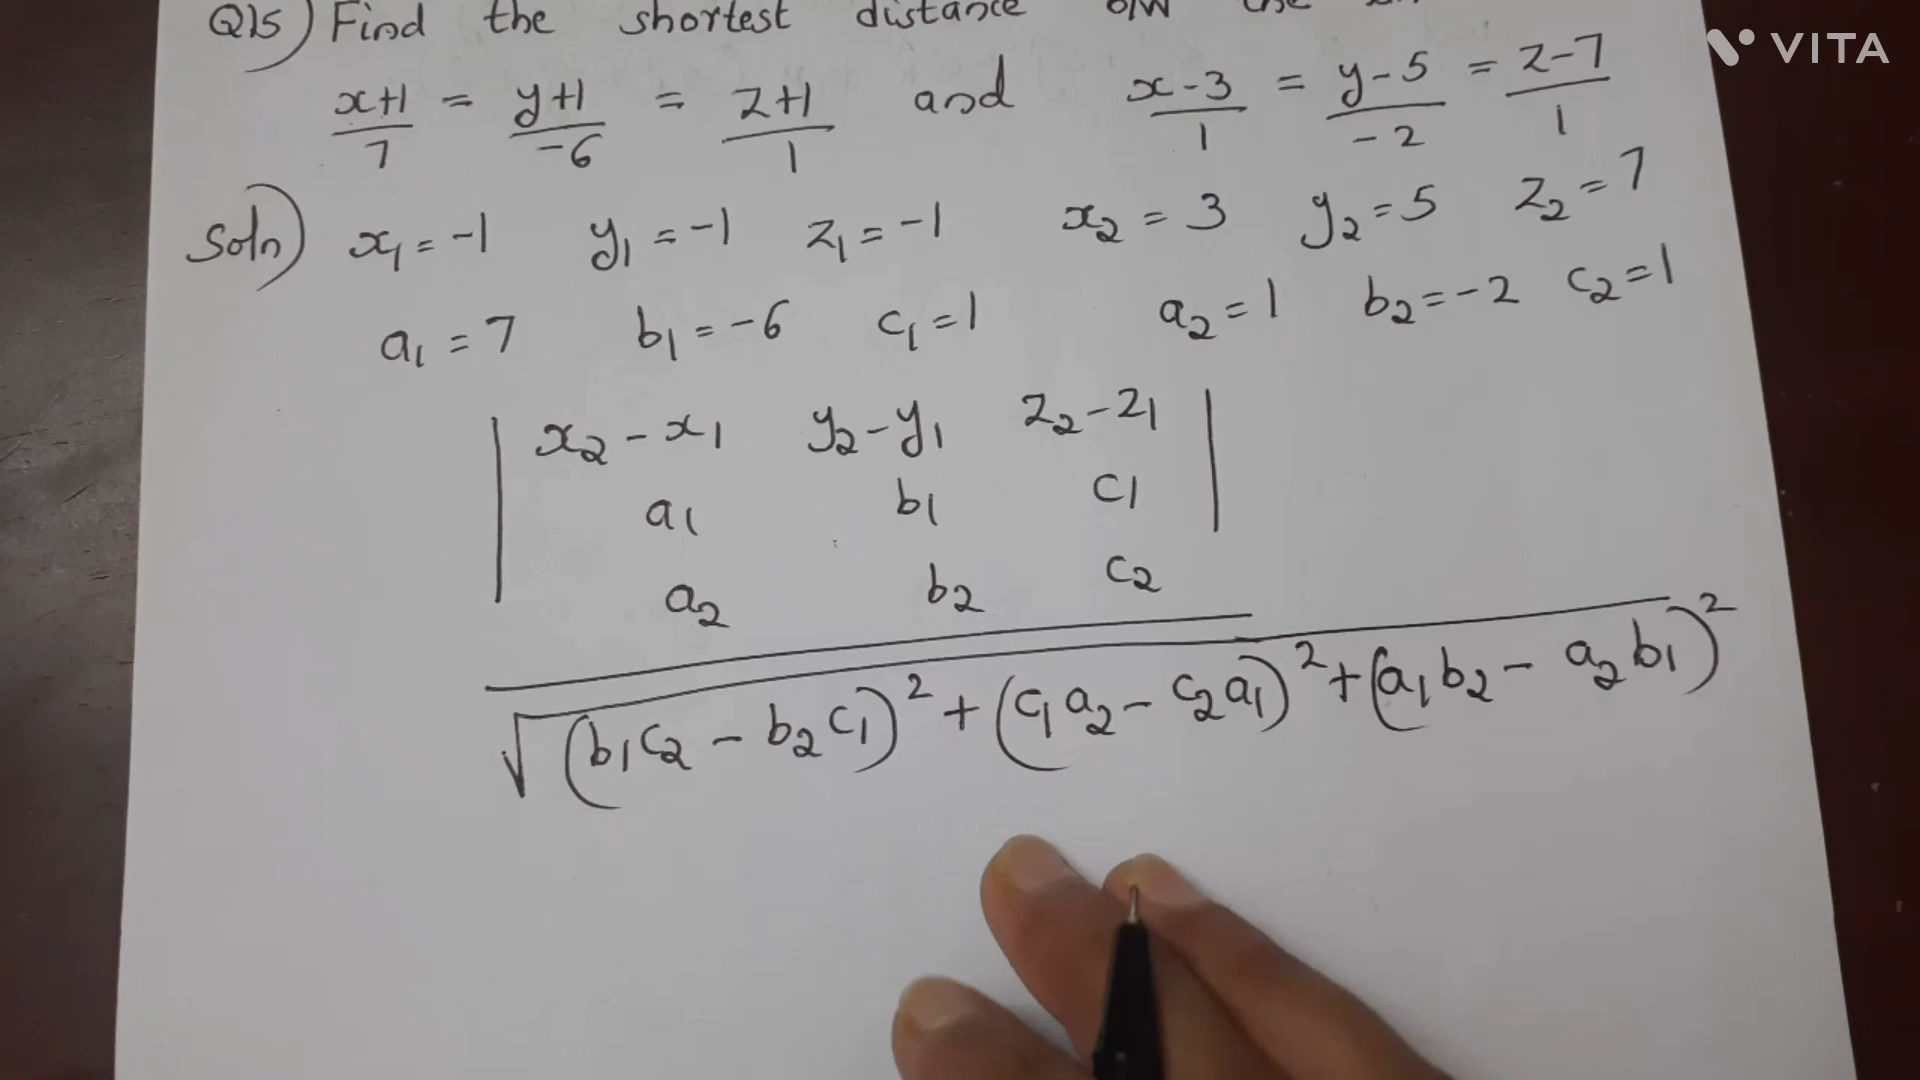 Q15) Find the shortest distance b/w the
x+1/7 = y+1/-6 = z+1/1 and x-3/1 = y-5/-2 = z-7/1
Soln) x₁=-1 y₁=-1 z₁=-1 x₂=3 y₂=5 z₂=7
a₁=7 b₁=-6 c₁=1 a₂=1 b₂=-2 c₂=1
| x₂-x₁ y₂-y₁ z₂-z₁ |
a₁ b₁ c₁
a₂ b₂ c₂
√(b₁c₂-b₂c₁)²+(c₁a₂-c₂a₁)²+(a₁b₂-a₂b₁)²
VITA